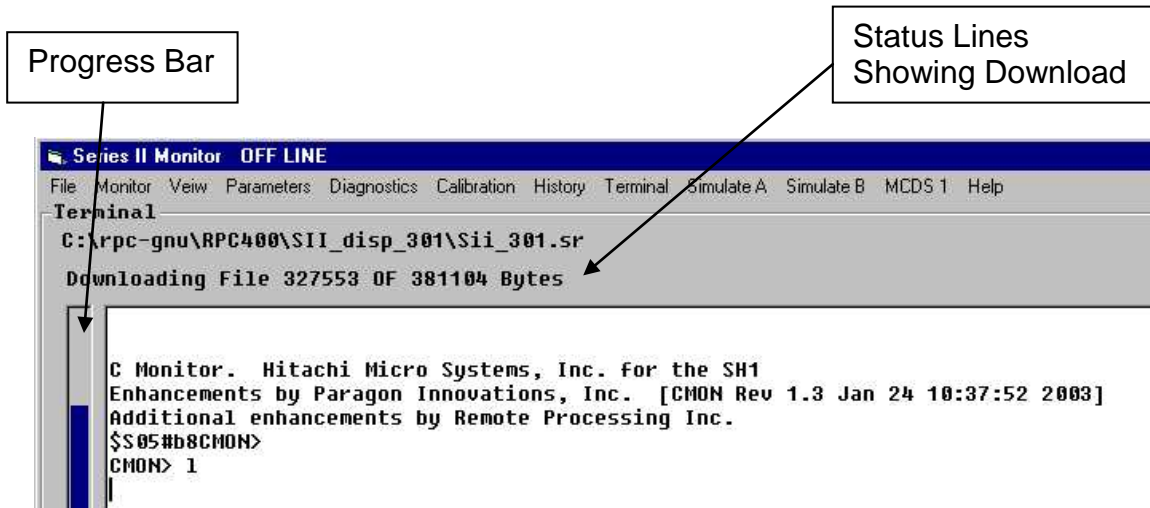 Progress Bar
Status Lines
Showing Download
Series II Monitor OFF LINE
File Monitor Veiw Parameters Diagnostics Calibration History Terminal Simulate A Simulate B MCDS 1 Help
Terminal
C:\rpc-gnu\RPC400\SII_disp_301\Sii_301.sr
Downloading File 327553 OF 381104 Bytes
C Monitor. Hitachi Micro Systems, Inc. for the SH1
Enhancements by Paragon Innovations, Inc. [CMON Rev 1.3 Jan 24 10:37:52 2003]
Additional enhancements by Remote Processing Inc.
$S05#b8CMON>
CMON> l